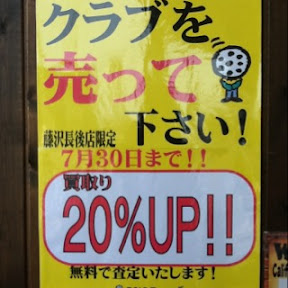 クラブを
売って
下さい！
藤沢長後店限定
7月30日まで！！
買取り
20%UP!!
無料で査定いたします！